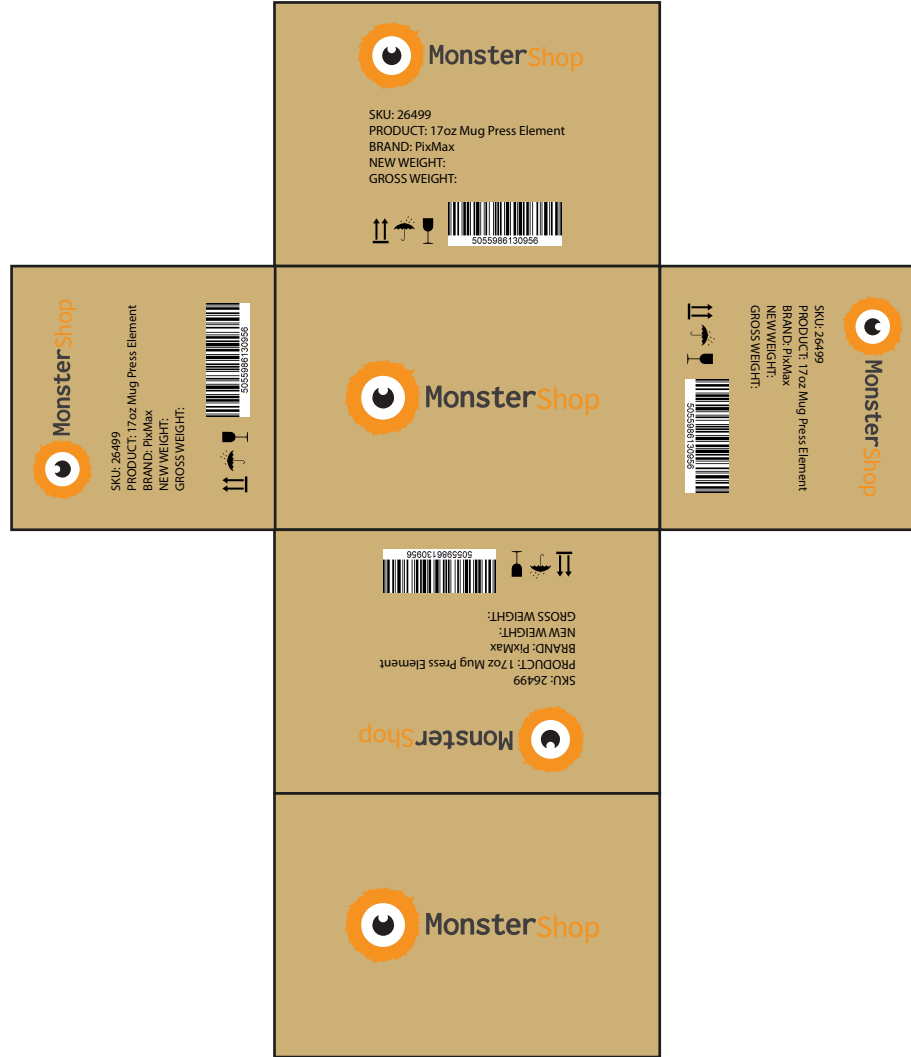 MonsterShop
SKU: 26499
PRODUCT: 17oz Mug Press Element
BRAND: PixMax
NEW WEIGHT:
GROSS WEIGHT:
5055986130956
MonsterShop
SKU: 26499
PRODUCT: 17oz Mug Press Element
BRAND: PixMax
NEW WEIGHT:
GROSS WEIGHT:
5055986130956
MonsterShop
MonsterShop
SKU: 26499
PRODUCT: 17oz Mug Press Element
BRAND: PixMax
NEW WEIGHT:
GROSS WEIGHT:
5055986130956
MonsterShop
SKU: 26499
PRODUCT: 17oz Mug Press Element
BRAND: PixMax
NEW WEIGHT:
GROSS WEIGHT:
5055986130956
MonsterShop